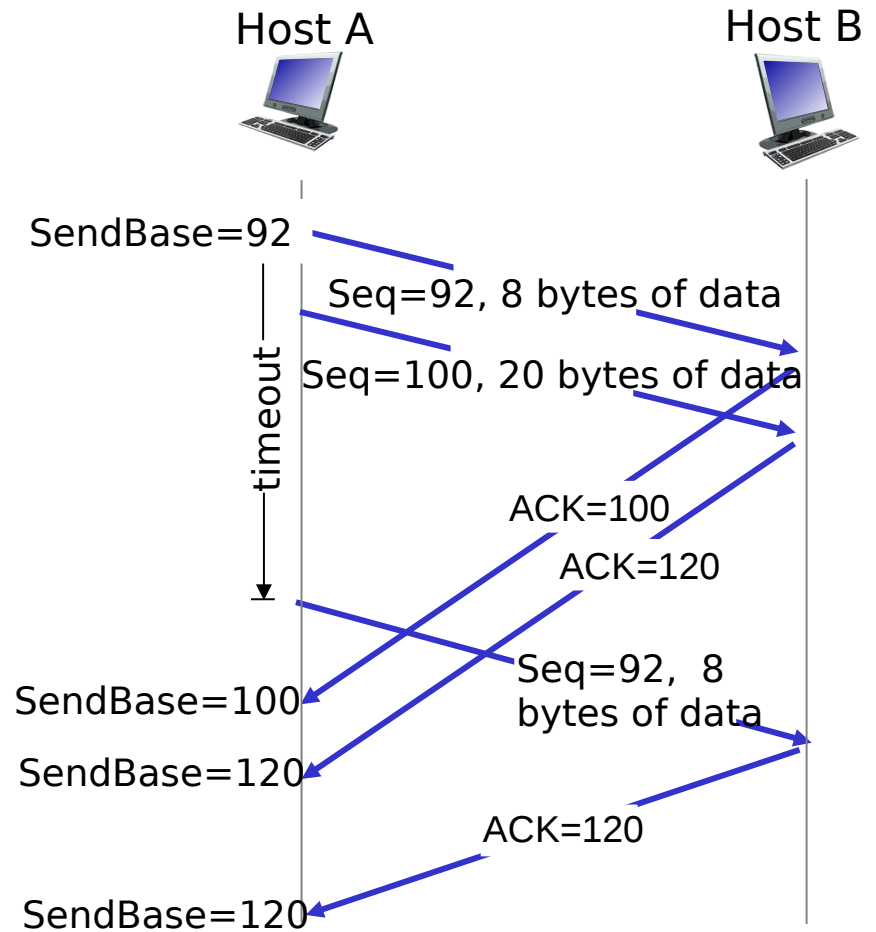 Host A
Host B
SendBase=92
Seq=92, 8 bytes of data
Seq=100, 20 bytes of data
timeout
ACK=100
ACK=120
Seq=92, 8
bytes of data
SendBase=100
SendBase=120
ACK=120
SendBase=120